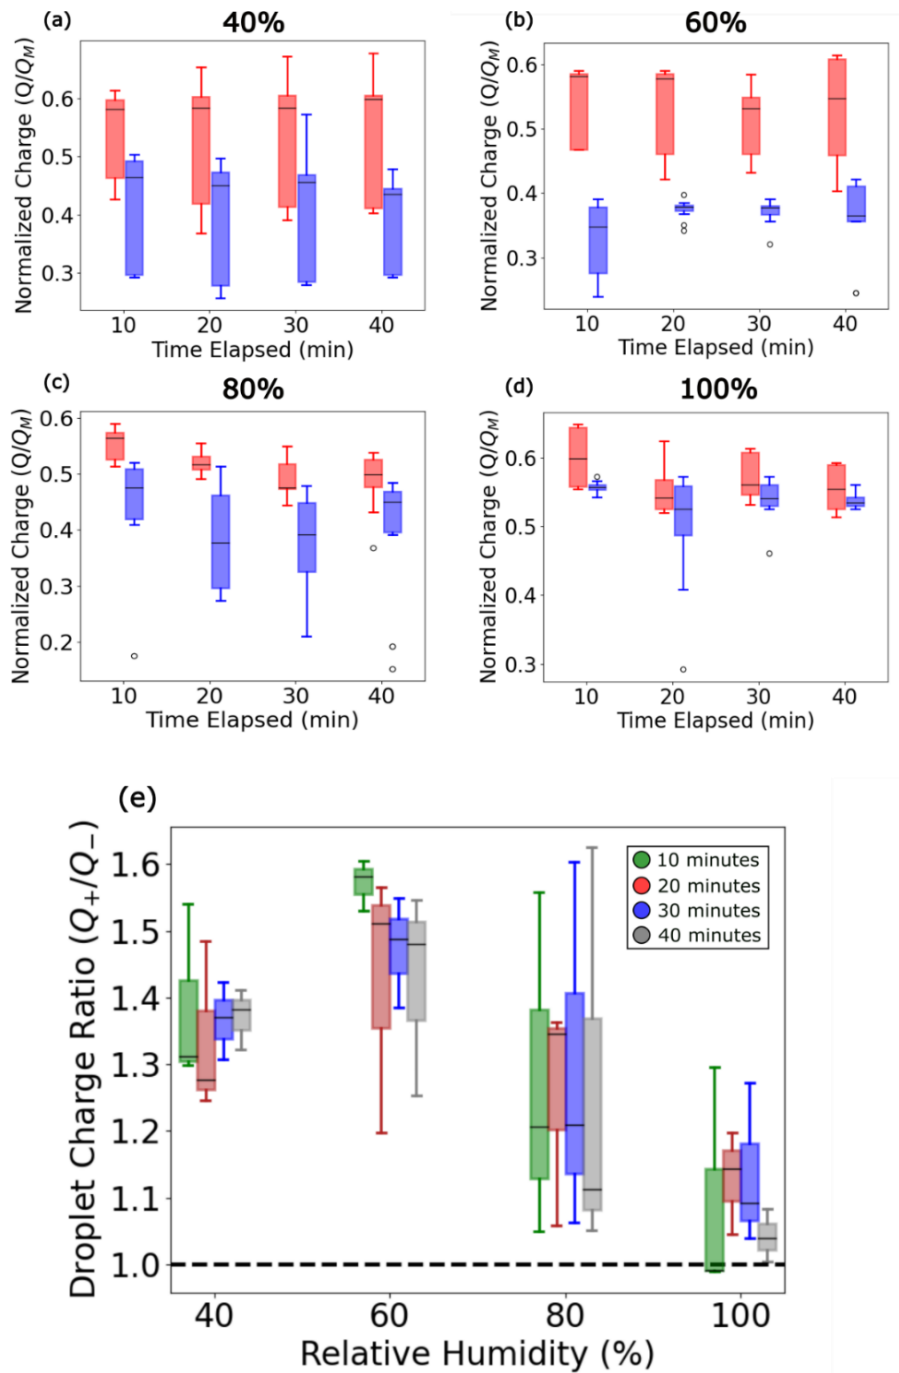 (a) 40%
Normalized Charge (Q/Q_M)
0.6
0.5
0.4
0.3
10 20 30 40
Time Elapsed (min)
(b) 60%
Normalized Charge (Q/Q_M)
0.6
0.5
0.4
0.3
10 20 30 40
Time Elapsed (min)
(c) 80%
Normalized Charge (Q/Q_M)
0.6
0.5
0.4
0.3
0.2
10 20 30 40
Time Elapsed (min)
(d) 100%
Normalized Charge (Q/Q_M)
0.6
0.5
0.4
0.3
10 20 30 40
Time Elapsed (min)
(e)
Droplet Charge Ratio (Q_+/Q_−)
1.6
1.5
1.4
1.3
1.2
1.1
1.0
10 minutes
20 minutes
30 minutes
40 minutes
40 60 80 100
Relative Humidity (%)